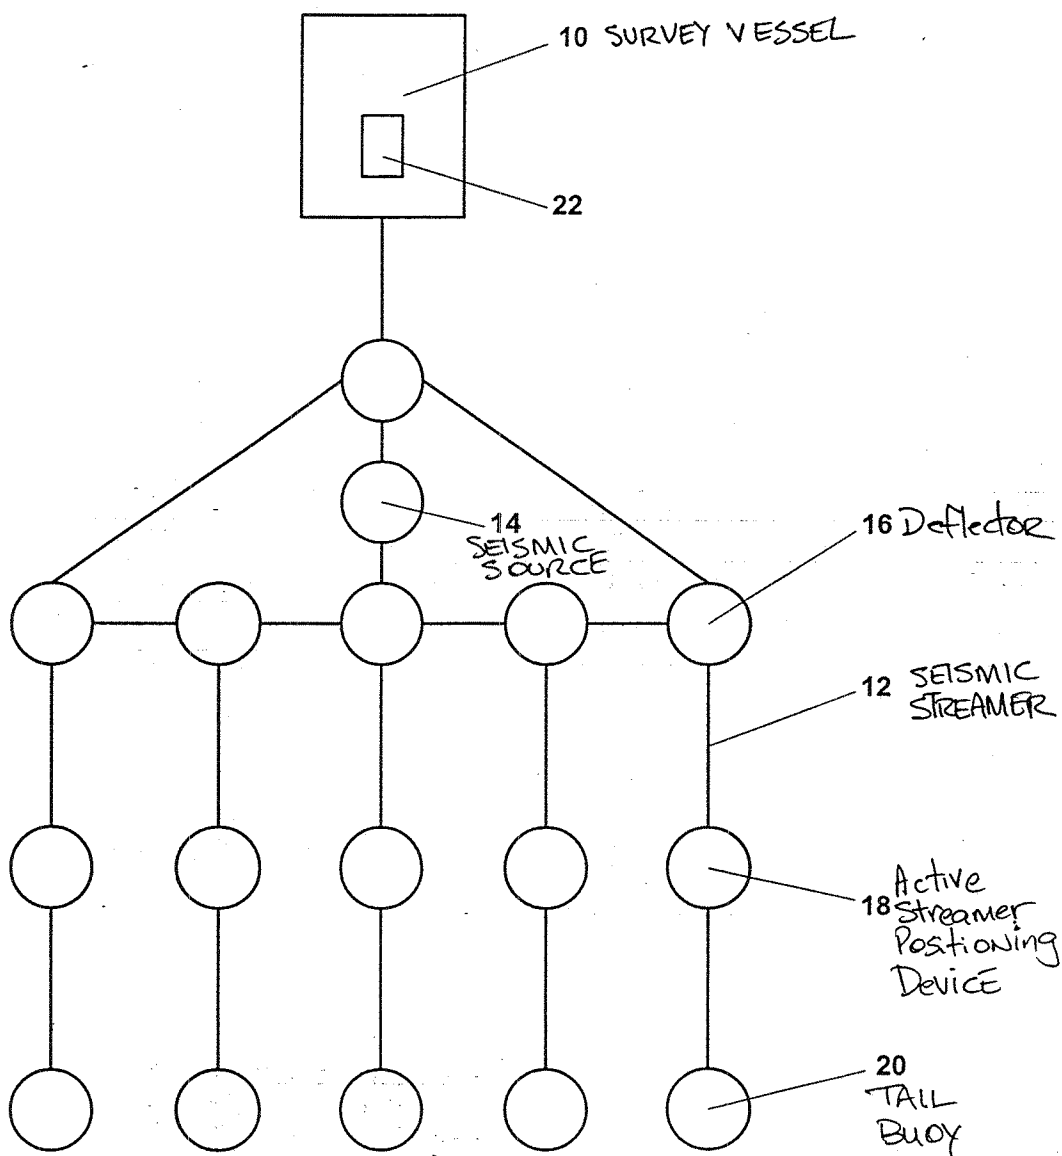 10 SURVEY VESSEL
22
14
SEISMIC
SOURCE
16 Deflector
12 SEISMIC
STREAMER
Active
18 Streamer
Positioning
Device
20
TAIL
BUOY